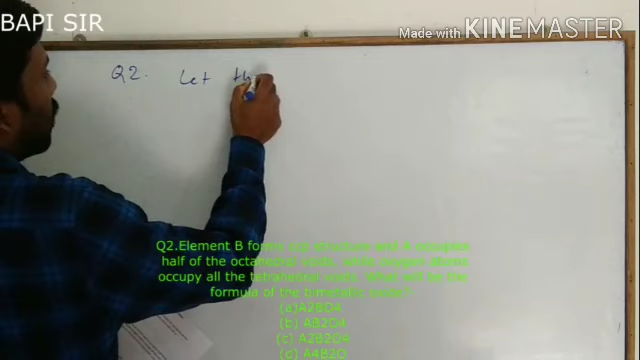 BAPI SIR
Made with KINEMASTER
Q2. Let th
Q2.Element B forms ccp structure and A occupies
half of the octahedral voids, while oxygen atoms
occupy all the tetrahedral voids. What will be the
formula of the bimetallic oxide?
(a)A2BO4
(b) AB2O4
(c) A2B2O4
(d) A4B2O